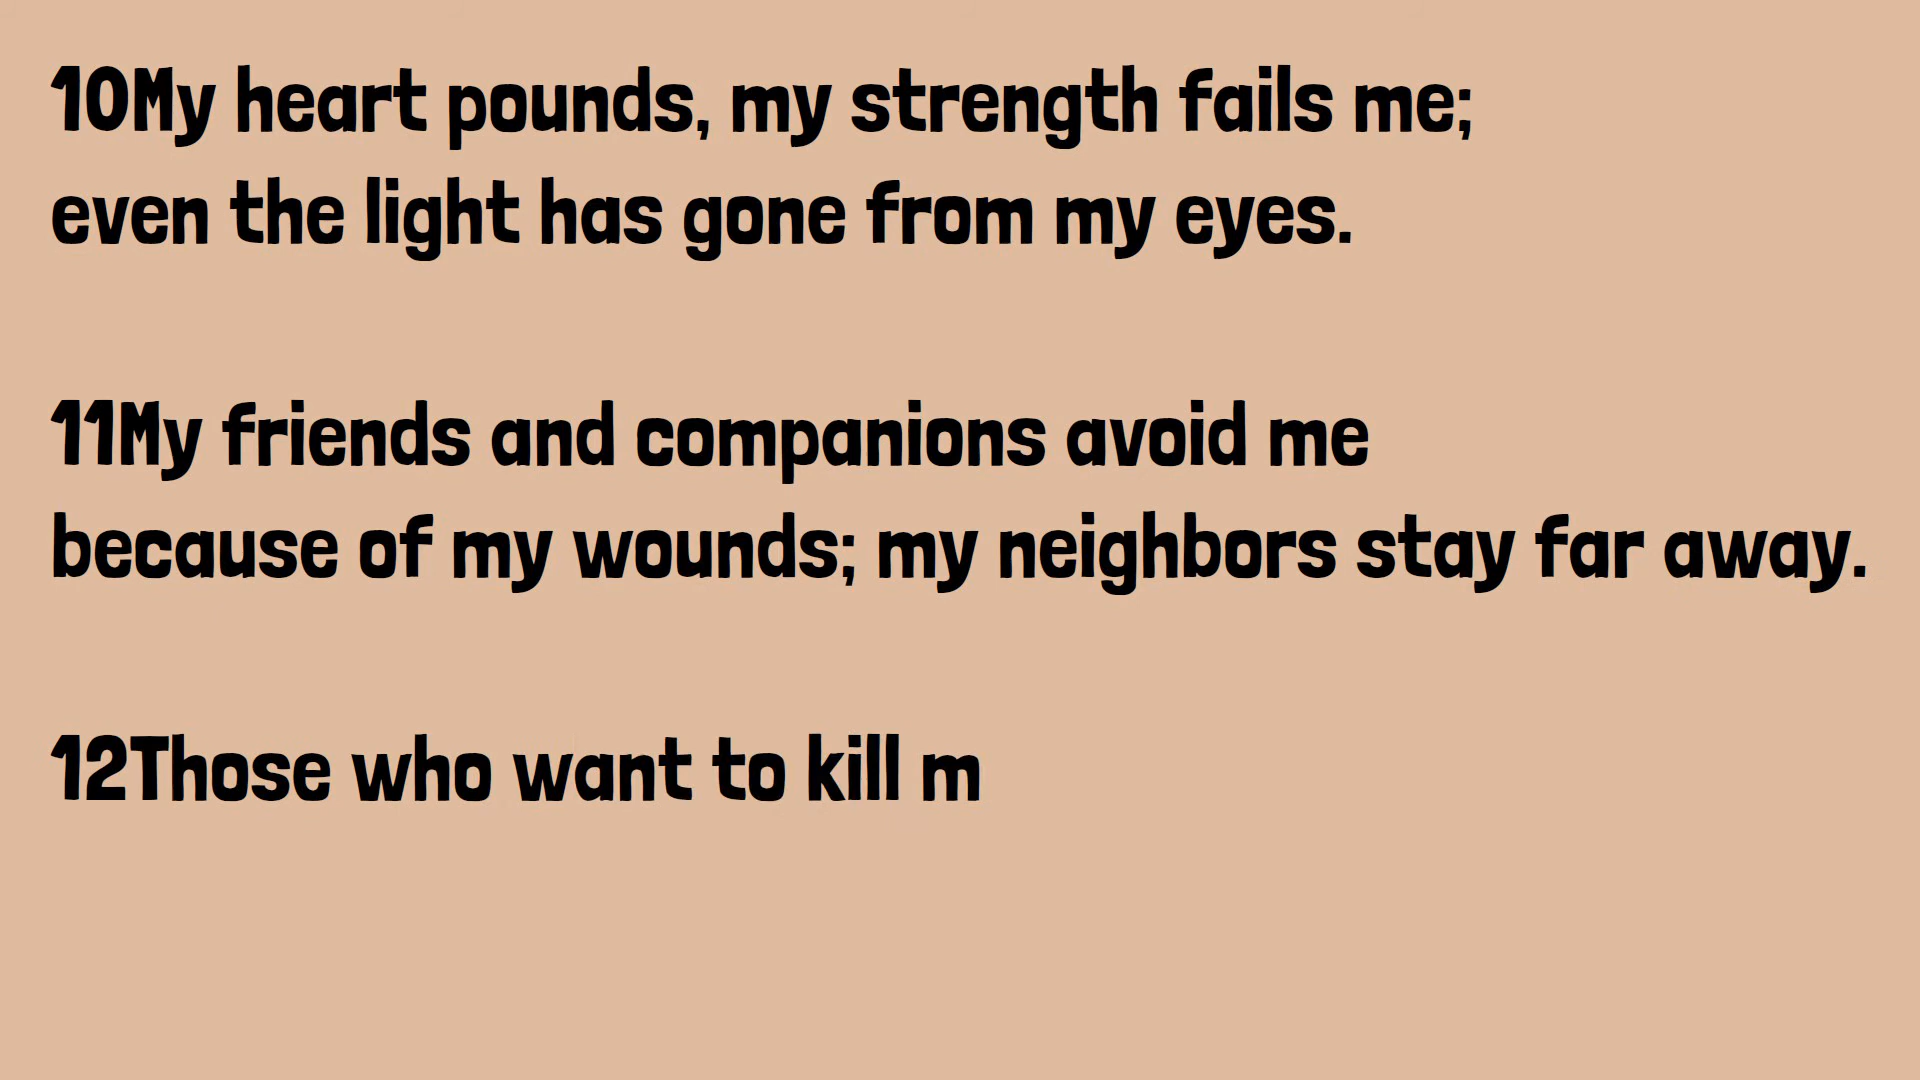 10My heart pounds, my strength fails me;
even the light has gone from my eyes.
11My friends and companions avoid me
because of my wounds; my neighbors stay far away.
12Those who want to kill m